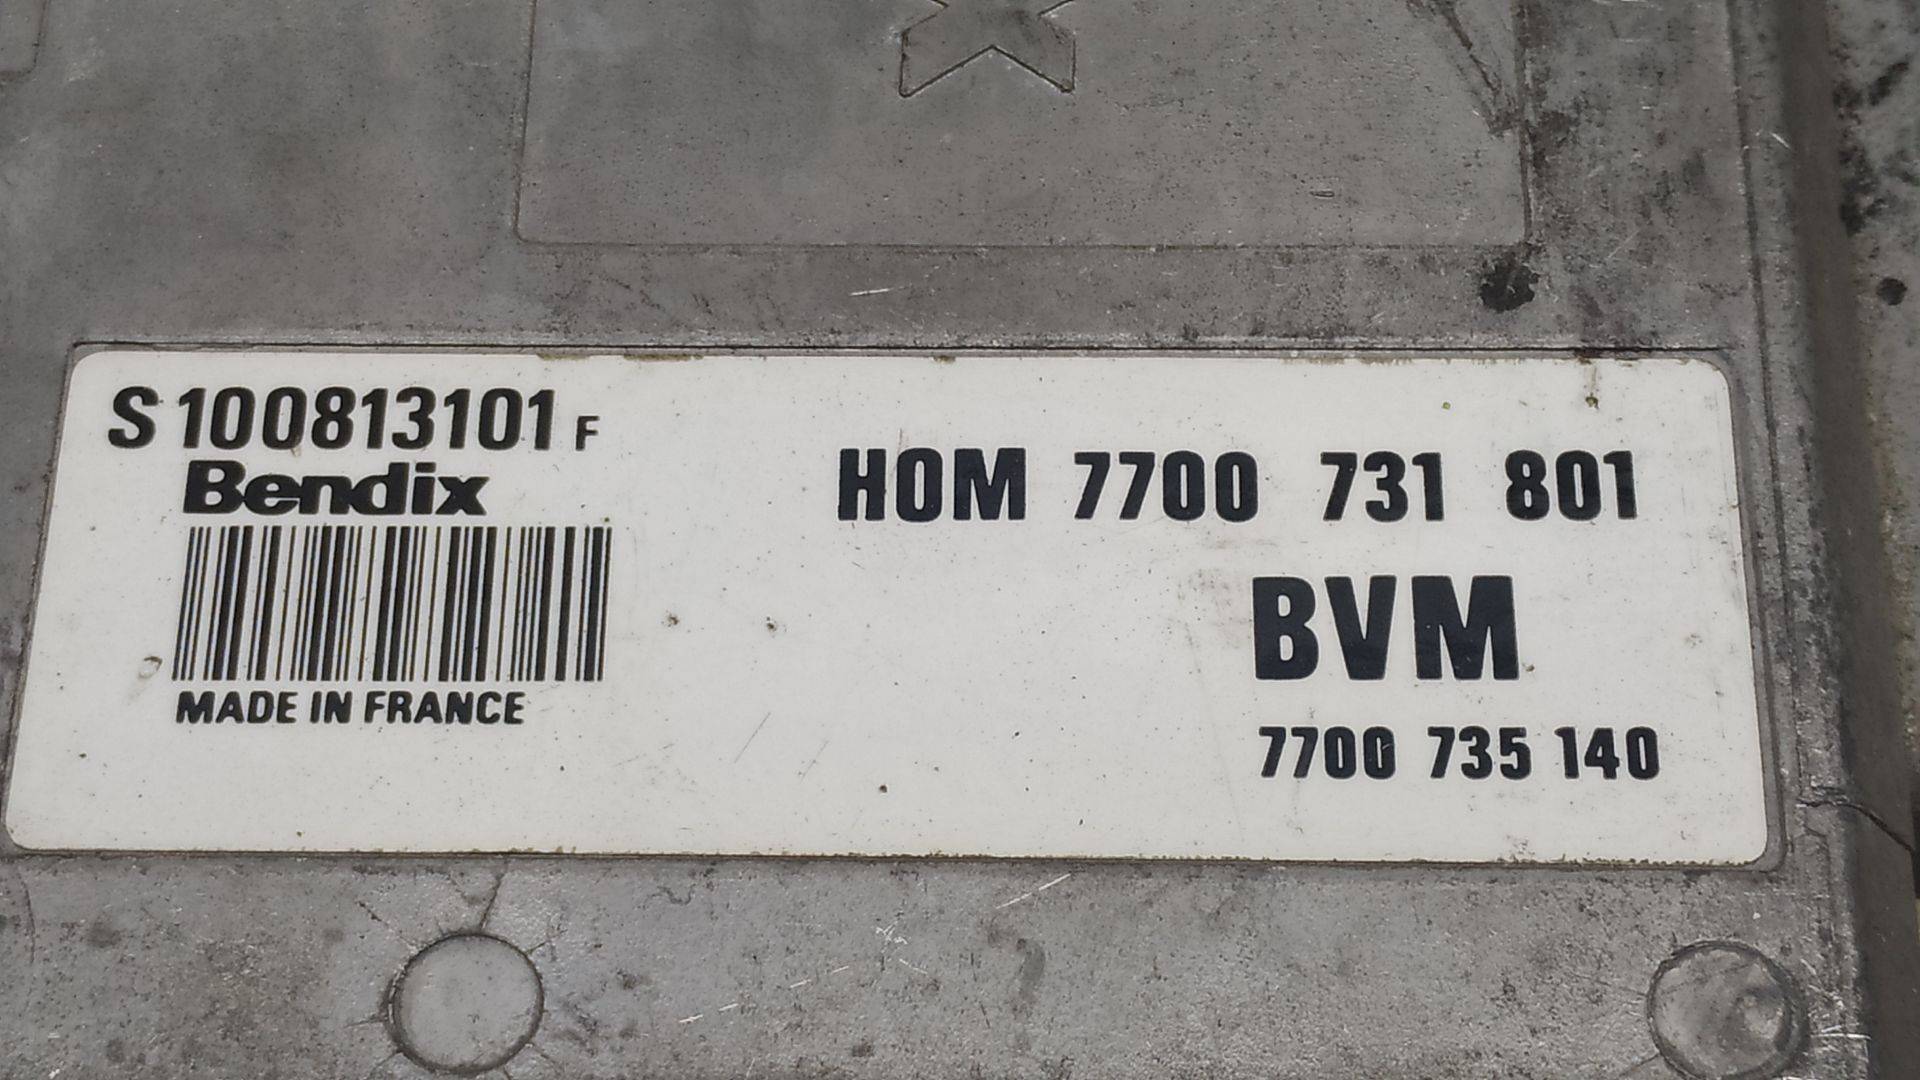 S 100813101 F
Bendix
MADE IN FRANCE
HOM 7700 731 801
BVM
7700 735 140